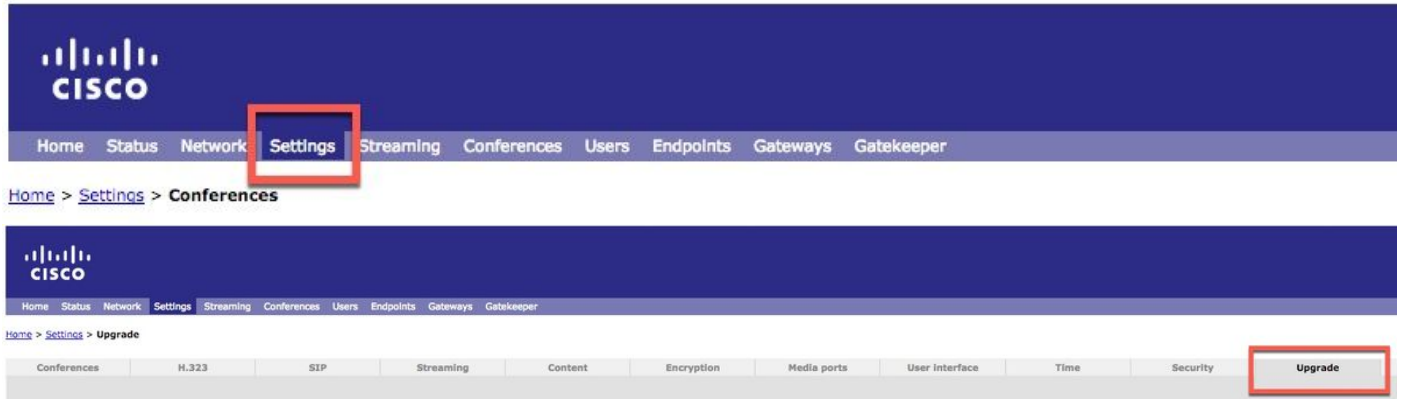 CISCO
Home Status Network Settings Streaming Conferences Users Endpoints Gateways Gatekeeper
Home > Settings > Conferences
CISCO
Home Status Network Settings Streaming Conferences Users Endpoints Gateways Gatekeeper
Home > Settings > Upgrade
Conferences H.323 SIP Streaming Content Encryption Media ports User interface Time Security Upgrade